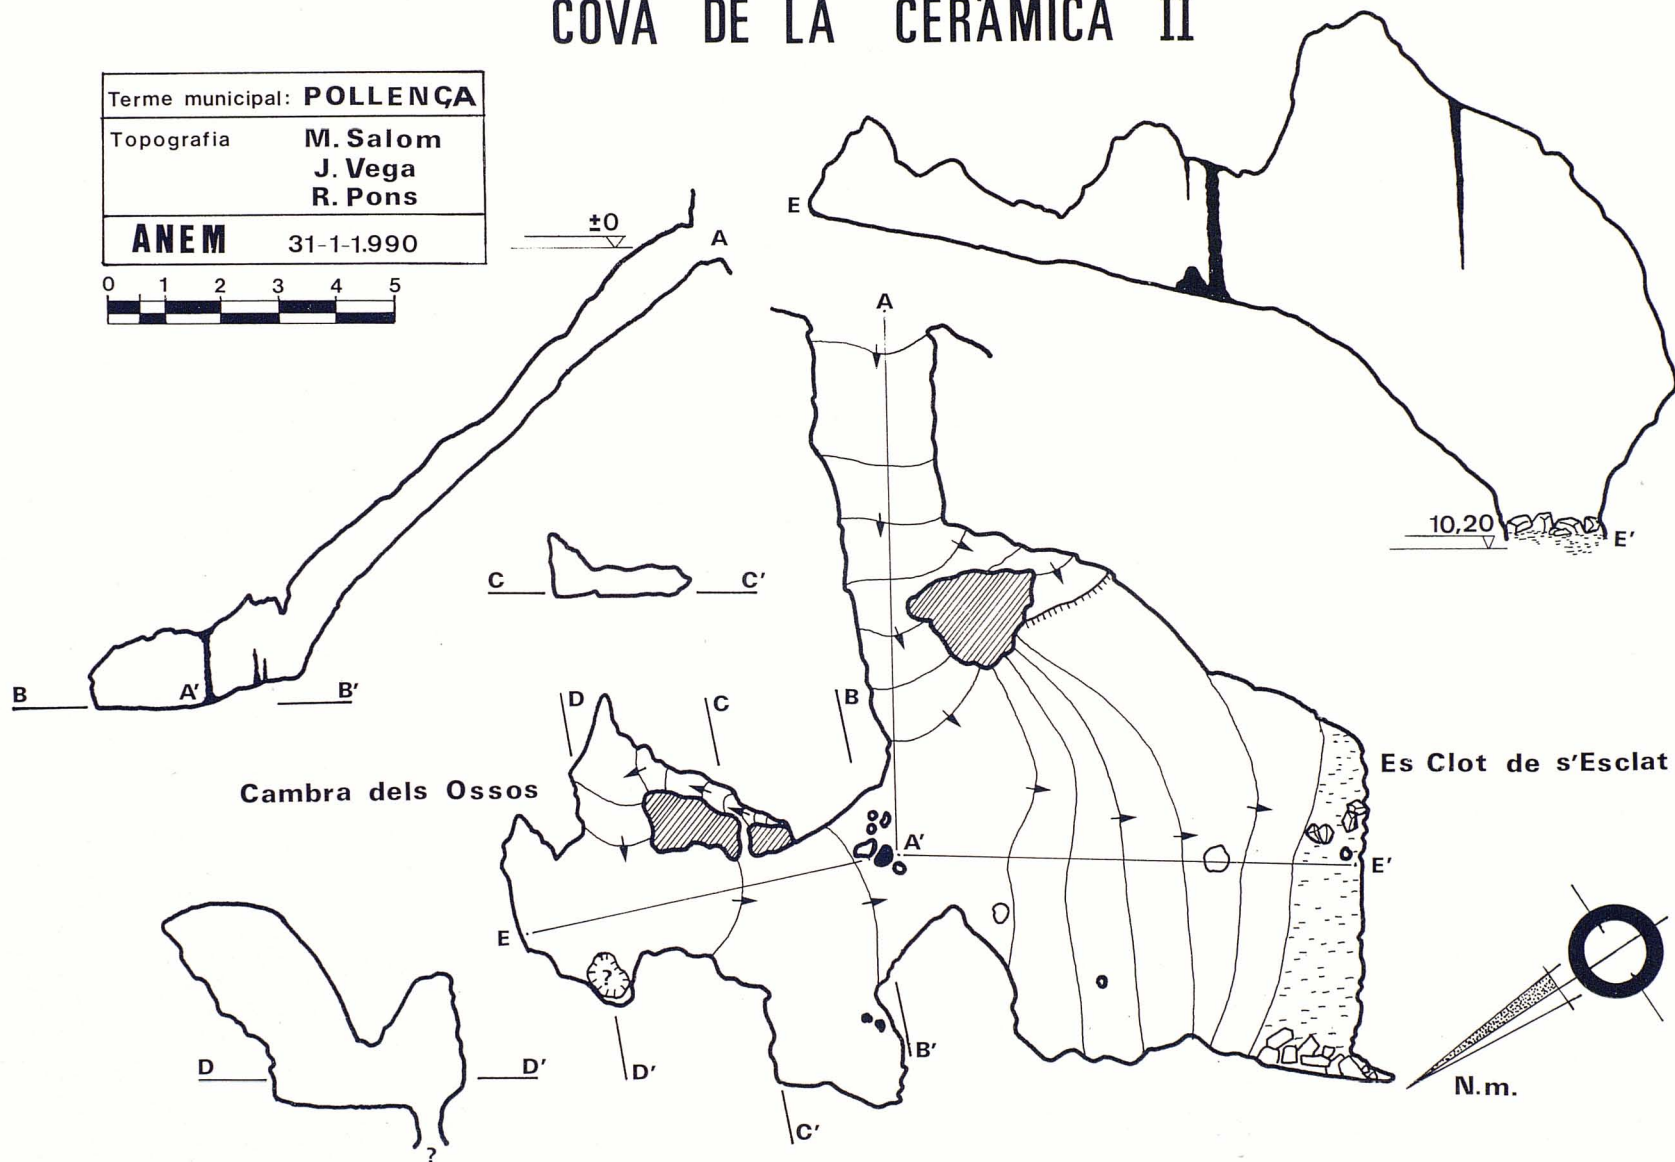 COVA DE LA CERÀMICA II
Terme municipal: POLLENÇA
Topografia M. Salom
J. Vega
R. Pons
ANEM 31-1-1.990
0 1 2 3 4 5
±0
A
E
A
10,20
E'
C C'
B A' B'
D C B
Cambra dels Ossos
Es Clot de s'Esclat
A'
E'
E
?
D D'
D'
B'
C'
?
N.m.